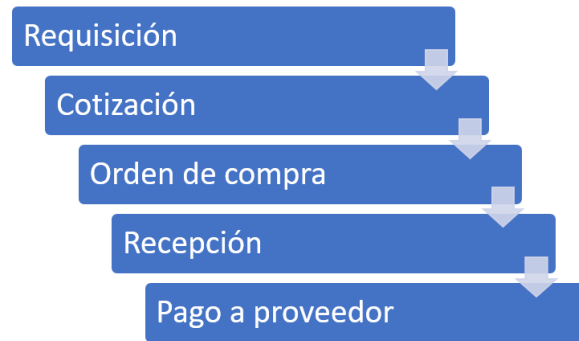 Requisición
Cotización
Orden de compra
Recepción
Pago a proveedor